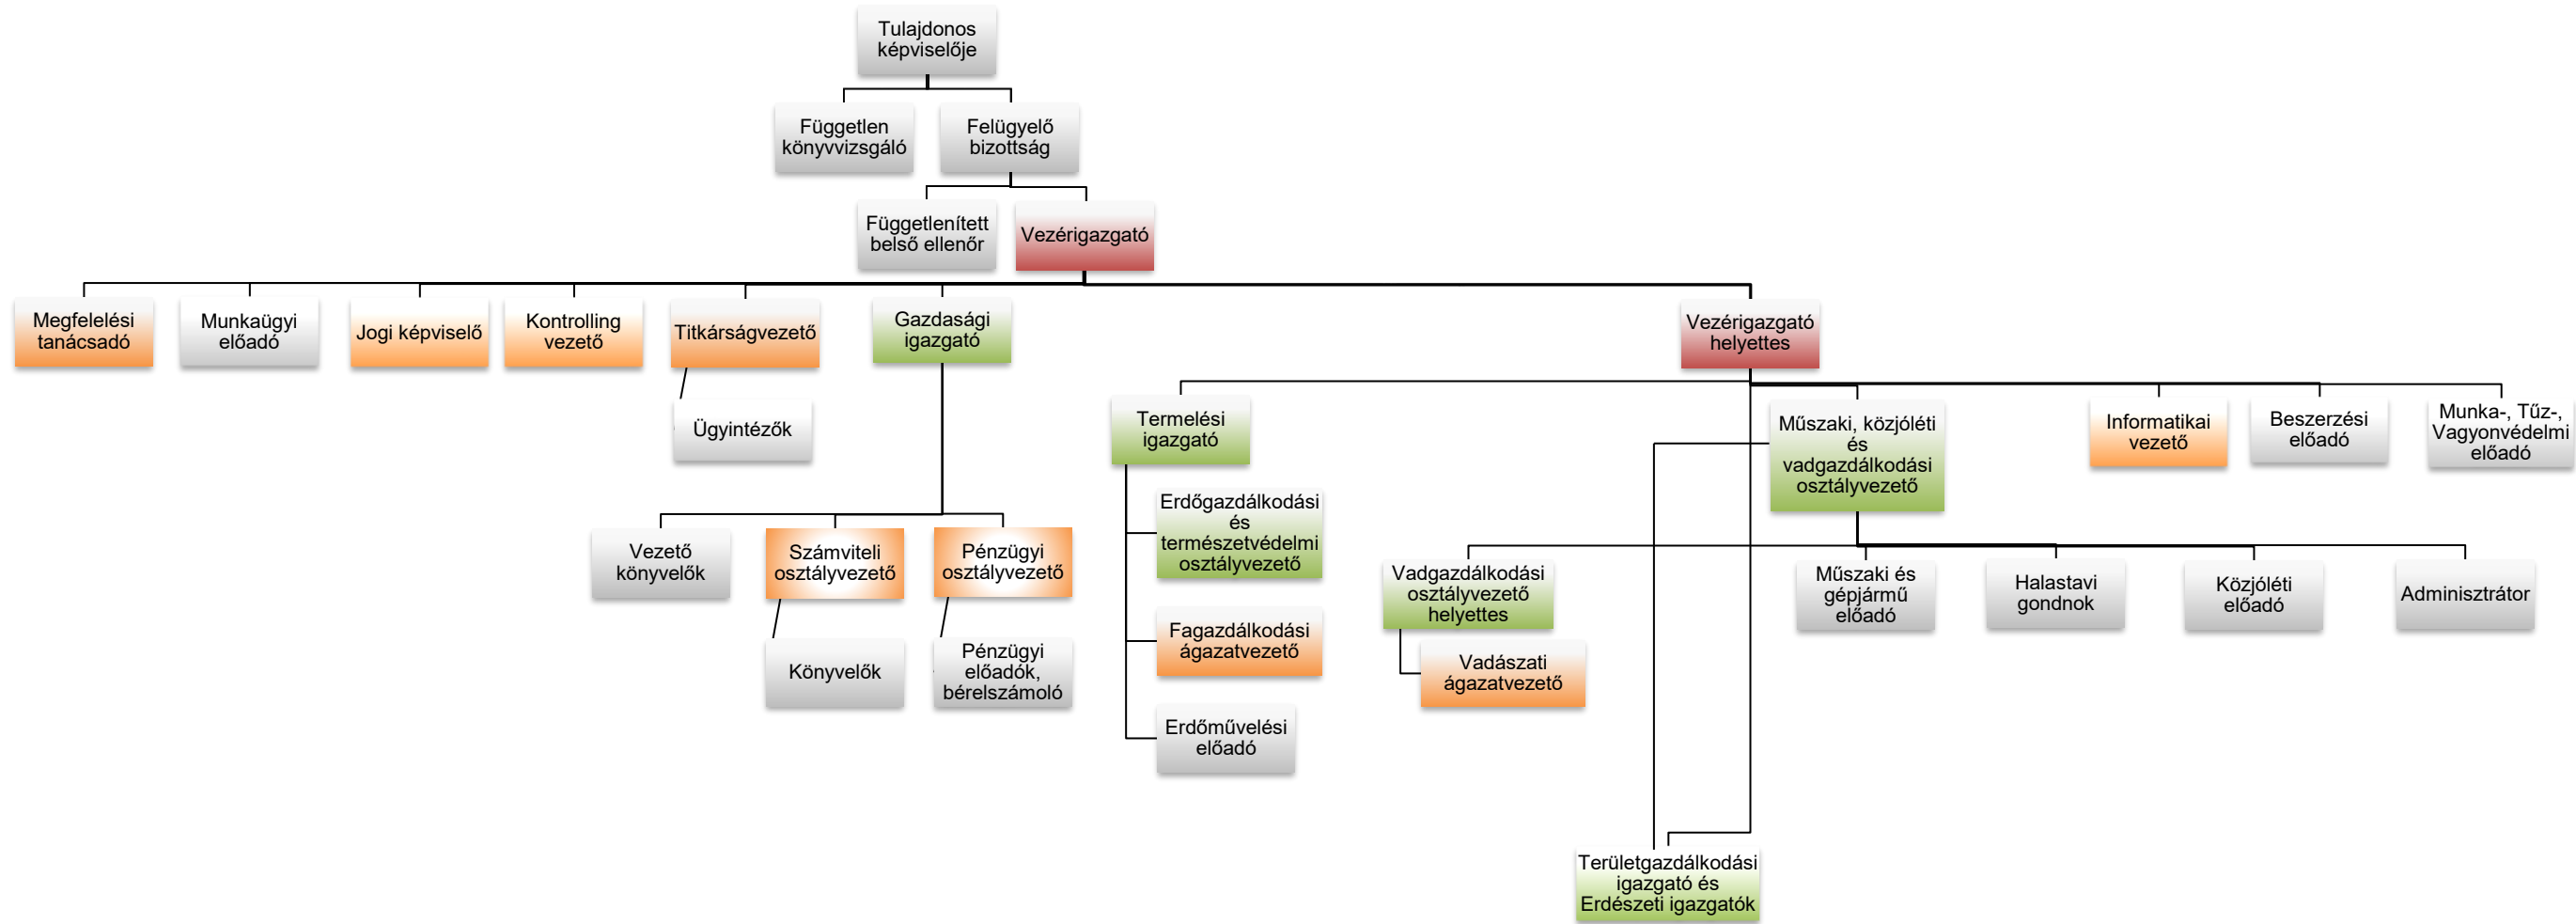 Tulajdonos
képviselője
Független
könyvvizsgáló
Felügyelő
bizottság
Függetlenített
belső ellenőr
Vezérigazgató
Megfelelési
tanácsadó
Munkaügyi
előadó
Jogi képviselő
Kontrolling
vezető
Titkárságvezető
Gazdasági
igazgató
Vezérigazgató
helyettes
Ügyintézők
Termelési
igazgató
Műszaki, közjóléti
és
vadgazdálkodási
osztályvezető
Informatikai
vezető
Beszerzési
előadó
Munka-, Tűz-,
Vagyonvédelmi
előadó
Vezető
könyvelők
Számviteli
osztályvezető
Pénzügyi
osztályvezető
Erdőgazdálkodási
és
természetvédelmi
osztályvezető
Vadgazdálkodási
osztályvezető
helyettes
Műszaki és
gépjármű
előadó
Halastavi
gondnok
Közjóléti
előadó
Adminisztrátor
Könyvelők
Pénzügyi
előadók,
bérelszámoló
Fagazdálkodási
ágazatvezető
Vadászati
ágazatvezető
Erdőművelési
előadó
Területgazdálkodási
igazgató és
Erdészeti igazgatók